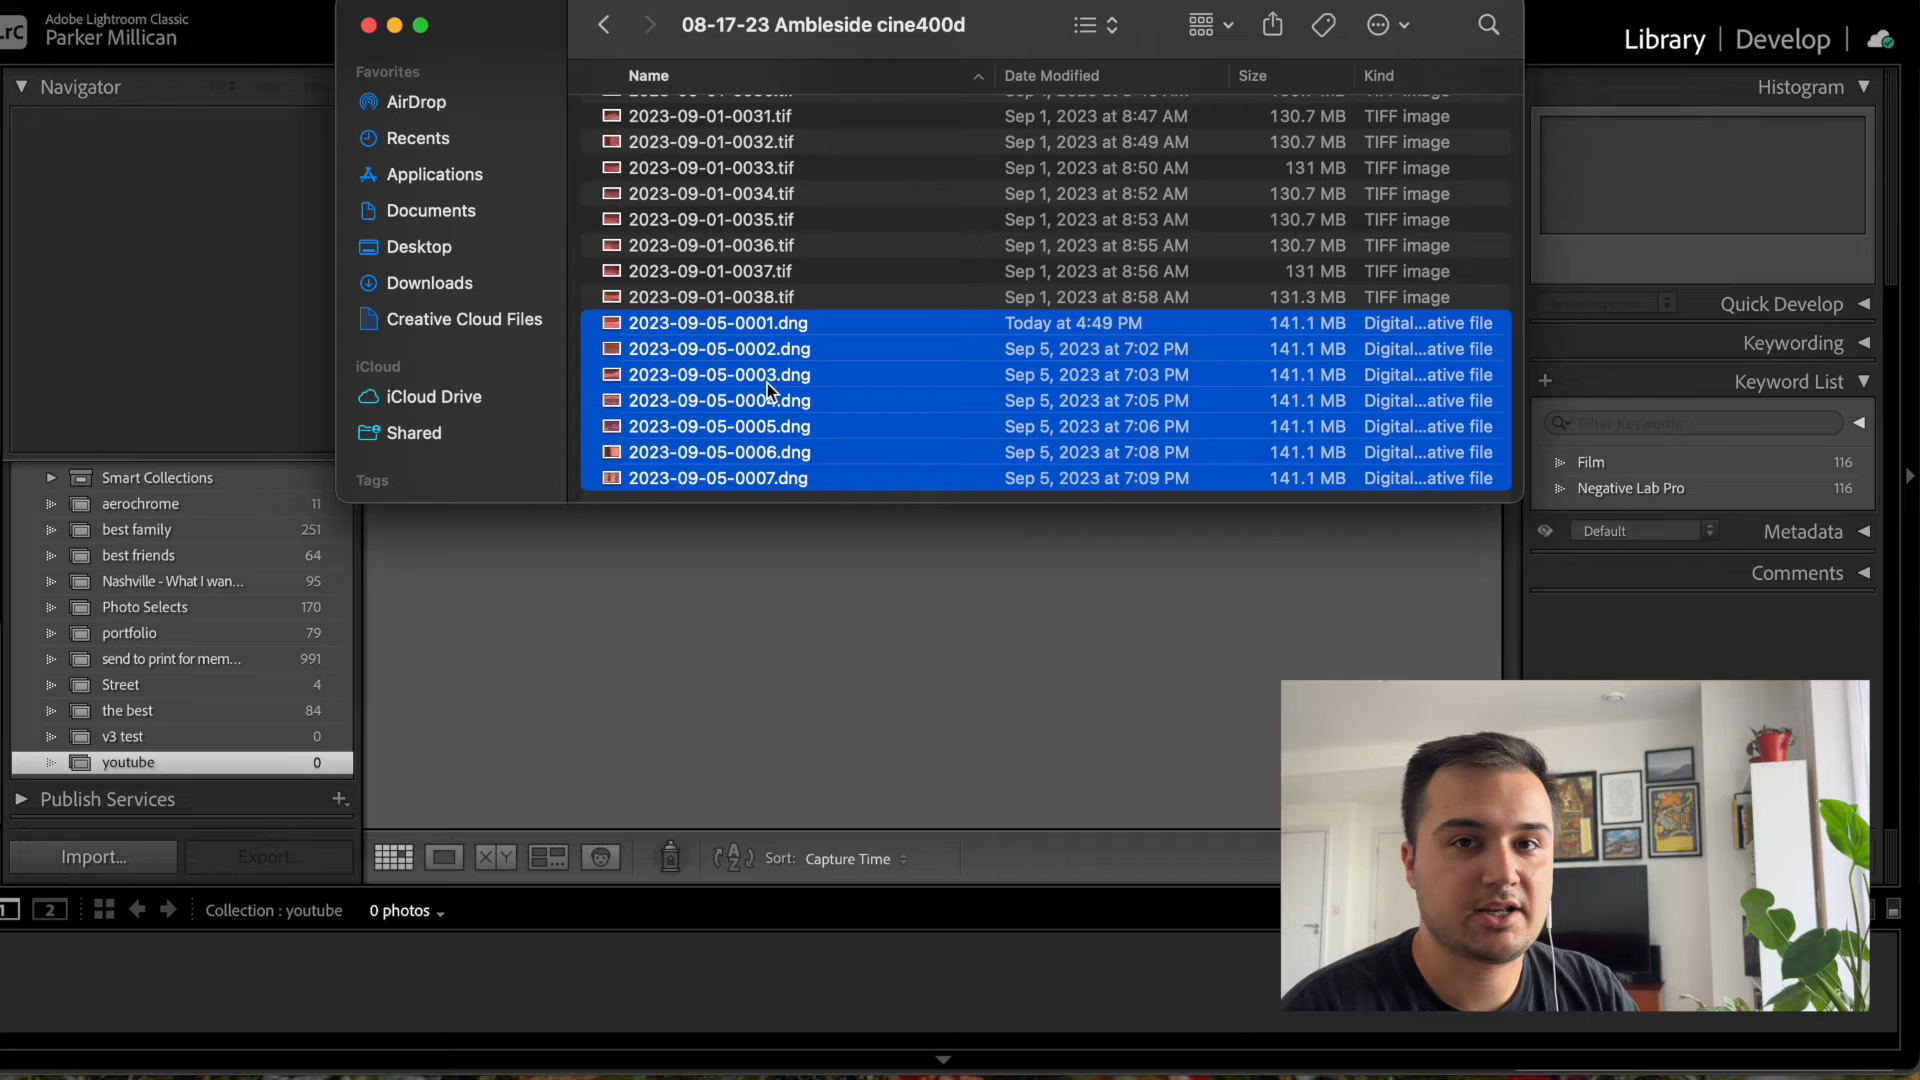 Adobe Lightroom Classic
Parker Millican
08-17-23 Ambleside cine400d
Library | Develop |
Navigator
Favorites
AirDrop
Recents
Applications
Documents
Desktop
Downloads
Creative Cloud Files
iCloud
iCloud Drive
Shared
Tags
Name Date Modified Size Kind
2023-09-01-0031.tif Sep 1, 2023 at 8:47 AM 130.7 MB TIFF image
2023-09-01-0032.tif Sep 1, 2023 at 8:49 AM 130.7 MB TIFF image
2023-09-01-0033.tif Sep 1, 2023 at 8:50 AM 131 MB TIFF image
2023-09-01-0034.tif Sep 1, 2023 at 8:52 AM 130.7 MB TIFF image
2023-09-01-0035.tif Sep 1, 2023 at 8:53 AM 130.7 MB TIFF image
2023-09-01-0036.tif Sep 1, 2023 at 8:55 AM 130.7 MB TIFF image
2023-09-01-0037.tif Sep 1, 2023 at 8:56 AM 131 MB TIFF image
2023-09-01-0038.tif Sep 1, 2023 at 8:58 AM 131.3 MB TIFF image
2023-09-05-0001.dng Today at 4:49 PM 141.1 MB Digital...ative file
2023-09-05-0002.dng Sep 5, 2023 at 7:02 PM 141.1 MB Digital...ative file
2023-09-05-0003.dng Sep 5, 2023 at 7:03 PM 141.1 MB Digital...ative file
2023-09-05-0004.dng Sep 5, 2023 at 7:05 PM 141.1 MB Digital...ative file
2023-09-05-0005.dng Sep 5, 2023 at 7:06 PM 141.1 MB Digital...ative file
2023-09-05-0006.dng Sep 5, 2023 at 7:08 PM 141.1 MB Digital...ative file
2023-09-05-0007.dng Sep 5, 2023 at 7:09 PM 141.1 MB Digital...ative file
Histogram
Quick Develop
Keywording
Keyword List
Filter Keywords
Film 116
Negative Lab Pro 116
Default Metadata
Comments
Smart Collections
aerochrome 11
best family 251
best friends 64
Nashville - What I wan... 95
Photo Selects 170
portfolio 79
send to print for mem... 991
Street 4
the best 84
v3 test 0
youtube 0
Publish Services
Import... Export...
Sort: Capture Time
1 2 Collection : youtube 0 photos